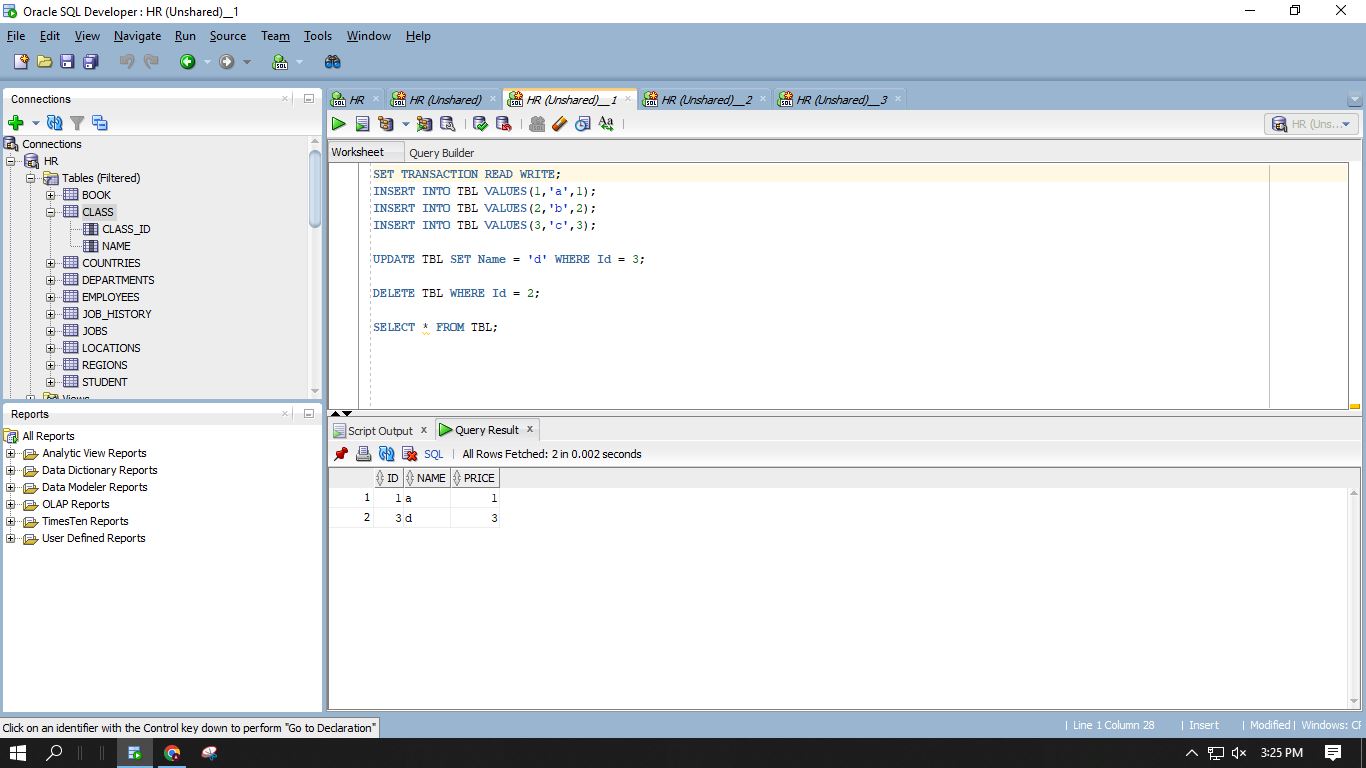 Oracle SQL Developer : HR (Unshared)__1
File Edit View Navigate Run Source Team Tools Window Help
Connections
Connections
HR
Tables (Filtered)
BOOK
CLASS
CLASS_ID
NAME
COUNTRIES
DEPARTMENTS
EMPLOYEES
JOB_HISTORY
JOBS
LOCATIONS
REGIONS
STUDENT
Views
Reports
All Reports
Analytic View Reports
Data Dictionary Reports
Data Modeler Reports
OLAP Reports
TimesTen Reports
User Defined Reports
HR HR (Unshared) HR (Unshared)__1 HR (Unshared)__2 HR (Unshared)__3
Aa HR (Uns...
Worksheet Query Builder
SET TRANSACTION READ WRITE;
INSERT INTO TBL VALUES(1,'a',1);
INSERT INTO TBL VALUES(2,'b',2);
INSERT INTO TBL VALUES(3,'c',3);
UPDATE TBL SET Name = 'd' WHERE Id = 3;
DELETE TBL WHERE Id = 2;
SELECT * FROM TBL;
Script Output x Query Result x
SQL | All Rows Fetched: 2 in 0.002 seconds
ID NAME PRICE
1 1 a 1
2 3 d 3
Click on an identifier with the Control key down to perform "Go to Declaration"
| Line 1 Column 28 | Insert | Modified | Windows: CF
3:25 PM